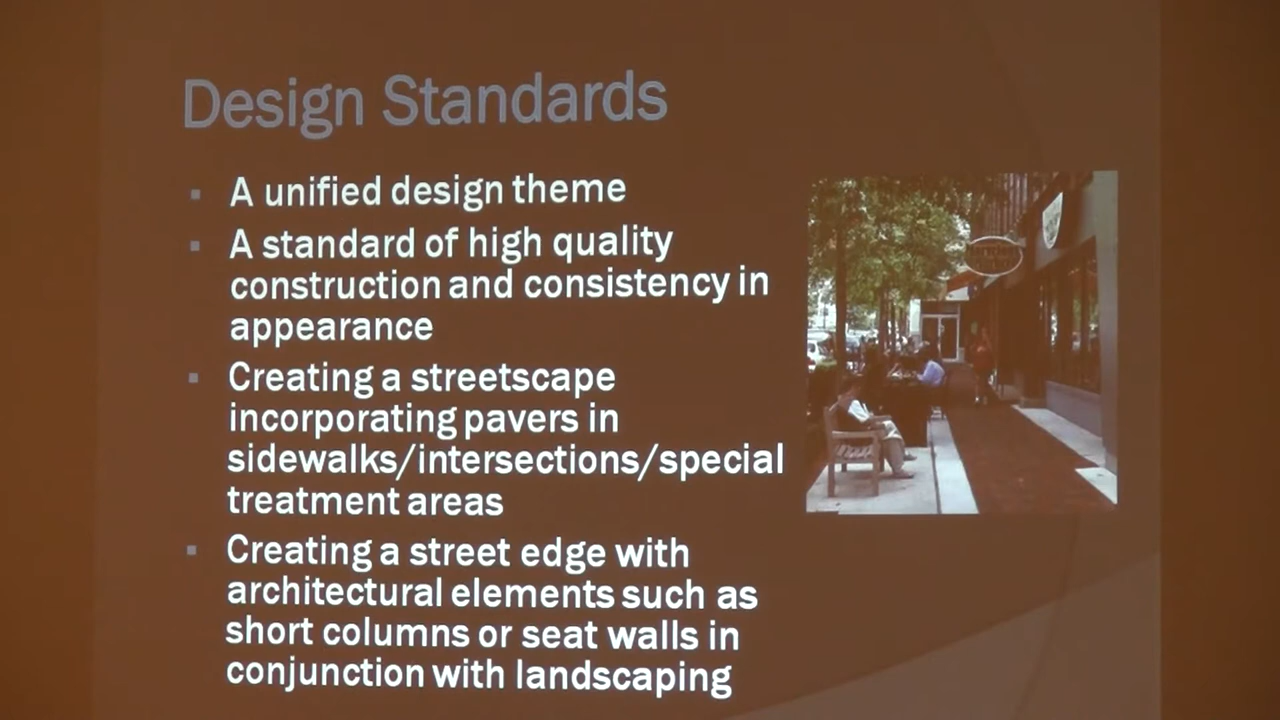 Design Standards
A unified design theme
A standard of high quality
construction and consistency in
appearance
Creating a streetscape
incorporating pavers in
sidewalks/intersections/special
treatment areas
Creating a street edge with
architectural elements such as
short columns or seat walls in
conjunction with landscaping